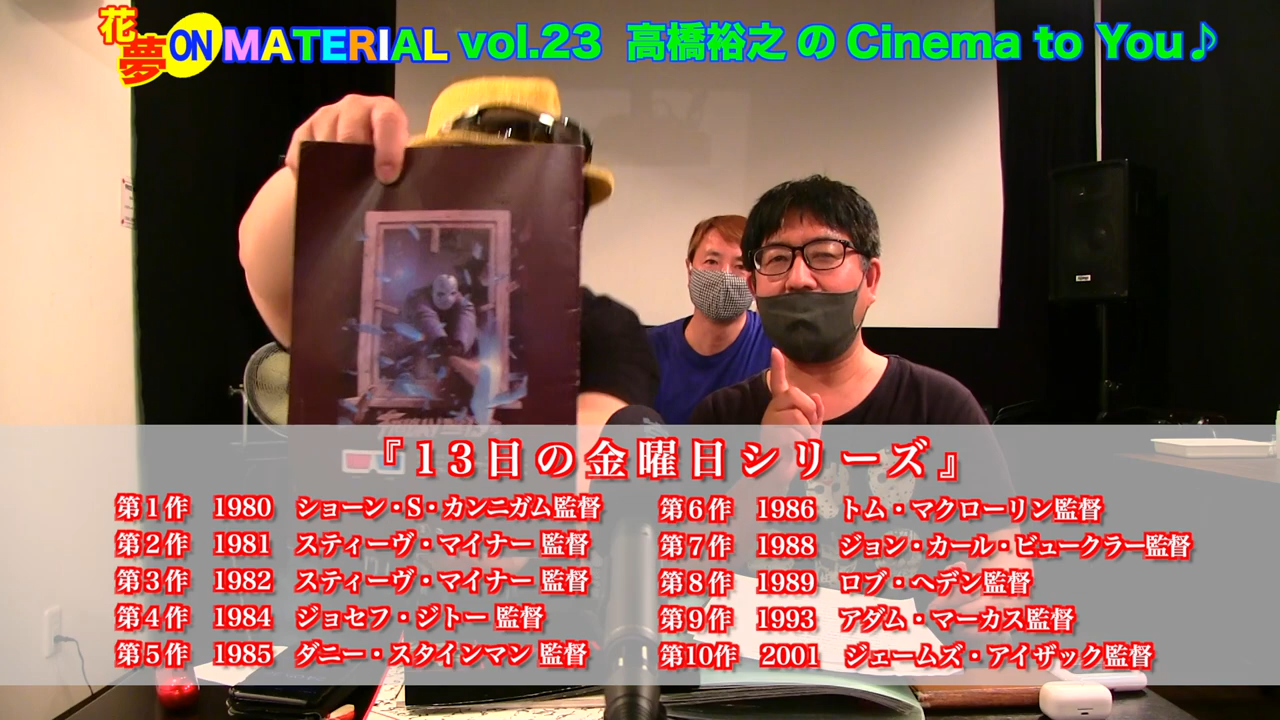 花夢ON MATERIAL vol.23 高橋裕之のCinema to You♪
『13日の金曜日シリーズ』
第1作 1980 ショーン・S・カンニガム監督
第2作 1981 スティーヴ・マイナー 監督
第3作 1982 スティーヴ・マイナー 監督
第4作 1984 ジョセフ・ジトー 監督
第5作 1985 ダニー・スタインマン 監督
第6作 1986 トム・マクローリン監督
第7作 1988 ジョン・カール・ビュークラー監督
第8作 1989 ロブ・ヘデン監督
第9作 1993 アダム・マーカス監督
第10作 2001 ジェームズ・アイザック監督